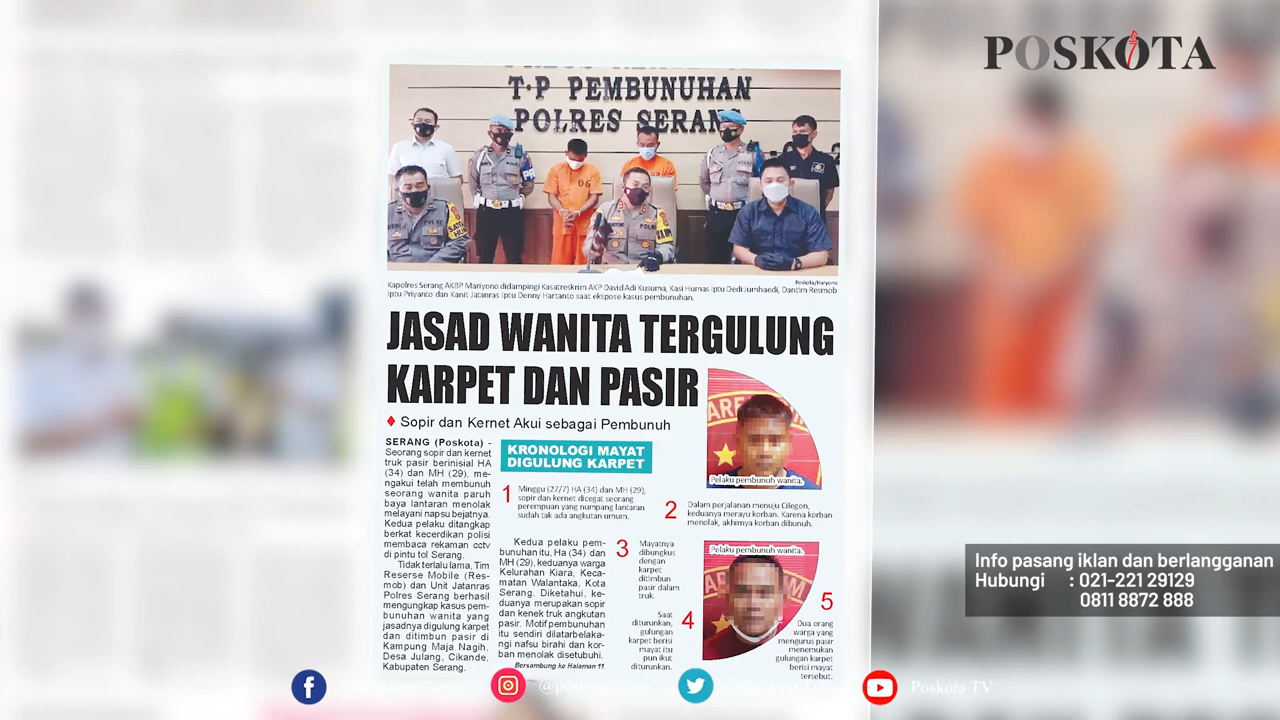 POSKOTA
T.P PEMBUNUHAN
POLRES SERANG
06
Poskota/Haryono
Kapolres Serang AKBP Mariyono didampingi Kasatreskrim AKP David Adi Kusuma, Kasi Humas Iptu Dedi Jumhaedi, Dantim Resmob
Iptu Priyanto dan Kanit Jatanras Iptu Denny Hartanto saat ekspose kasus pembunuhan.
JASAD WANITA TERGULUNG
KARPET DAN PASIR
Sopir dan Kernet Akui sebagai Pembunuh
SERANG (Poskota) -
Seorang sopir dan kernet
truk pasir berinisial HA
(34) dan MH (29), me-
ngakui telah membunuh
seorang wanita paruh
baya lantaran menolak
melayani napsu bejatnya.
Kedua pelaku ditangkap
berkat kecerdikan polisi
membaca rekaman cctv
di pintu tol Serang.
Tidak terlalu lama, Tim
Reserse Mobile (Res-
mob) dan Unit Jatanras
Polres Serang berhasil
mengungkap kasus pem-
bunuhan wanita yang
jasadnya digulung karpet
dan ditimbun pasir di
Kampung Maja Nagih,
Desa Julang, Cikande,
Kabupaten Serang.
KRONOLOGI MAYAT
DIGULUNG KARPET
1
Minggu (27/7) HA (34) dan MH (29),
sopir dan kernet dicegat seorang
perempuan yang numpang lantaran
sudah tak ada angkutan umum.
Pelaku pembunuh wanita.
2
Dalam perjalanan menuju Cilegon,
keduanya merayu korban. Karena korban
menolak, akhirnya korban dibunuh.
Kedua pelaku pem-
bunuhan itu, Ha (34) dan
MH (29), keduanya warga
Kelurahan Kiara, Keca-
matan Walantaka, Kota
Serang. Diketahui, ke-
duanya merupakan sopir
dan kenek truk angkutan
pasir. Motif pembunuhan
itu sendiri dilatarbelaka-
ngi nafsu birahi dan kor-
ban menolak disetubuhi.
Bersambung ke Halaman 11
3
Mayatnya
dibungkus
dengan
karpet
ditimbun
pasir dalam
truk.
4
Saat
diturunkan,
gulungan
karpet berisi
mayat itu
pun ikut
diturunkan.
Pelaku pembunuh wanita.
5
Dua orang
warga yang
mengurus pasir
menemukan
gulungan karpet
berisi mayat
tersebut.
Info pasang iklan dan berlangganan
Hubungi : 021-221 29129
0811 8872 888
Poskota TV